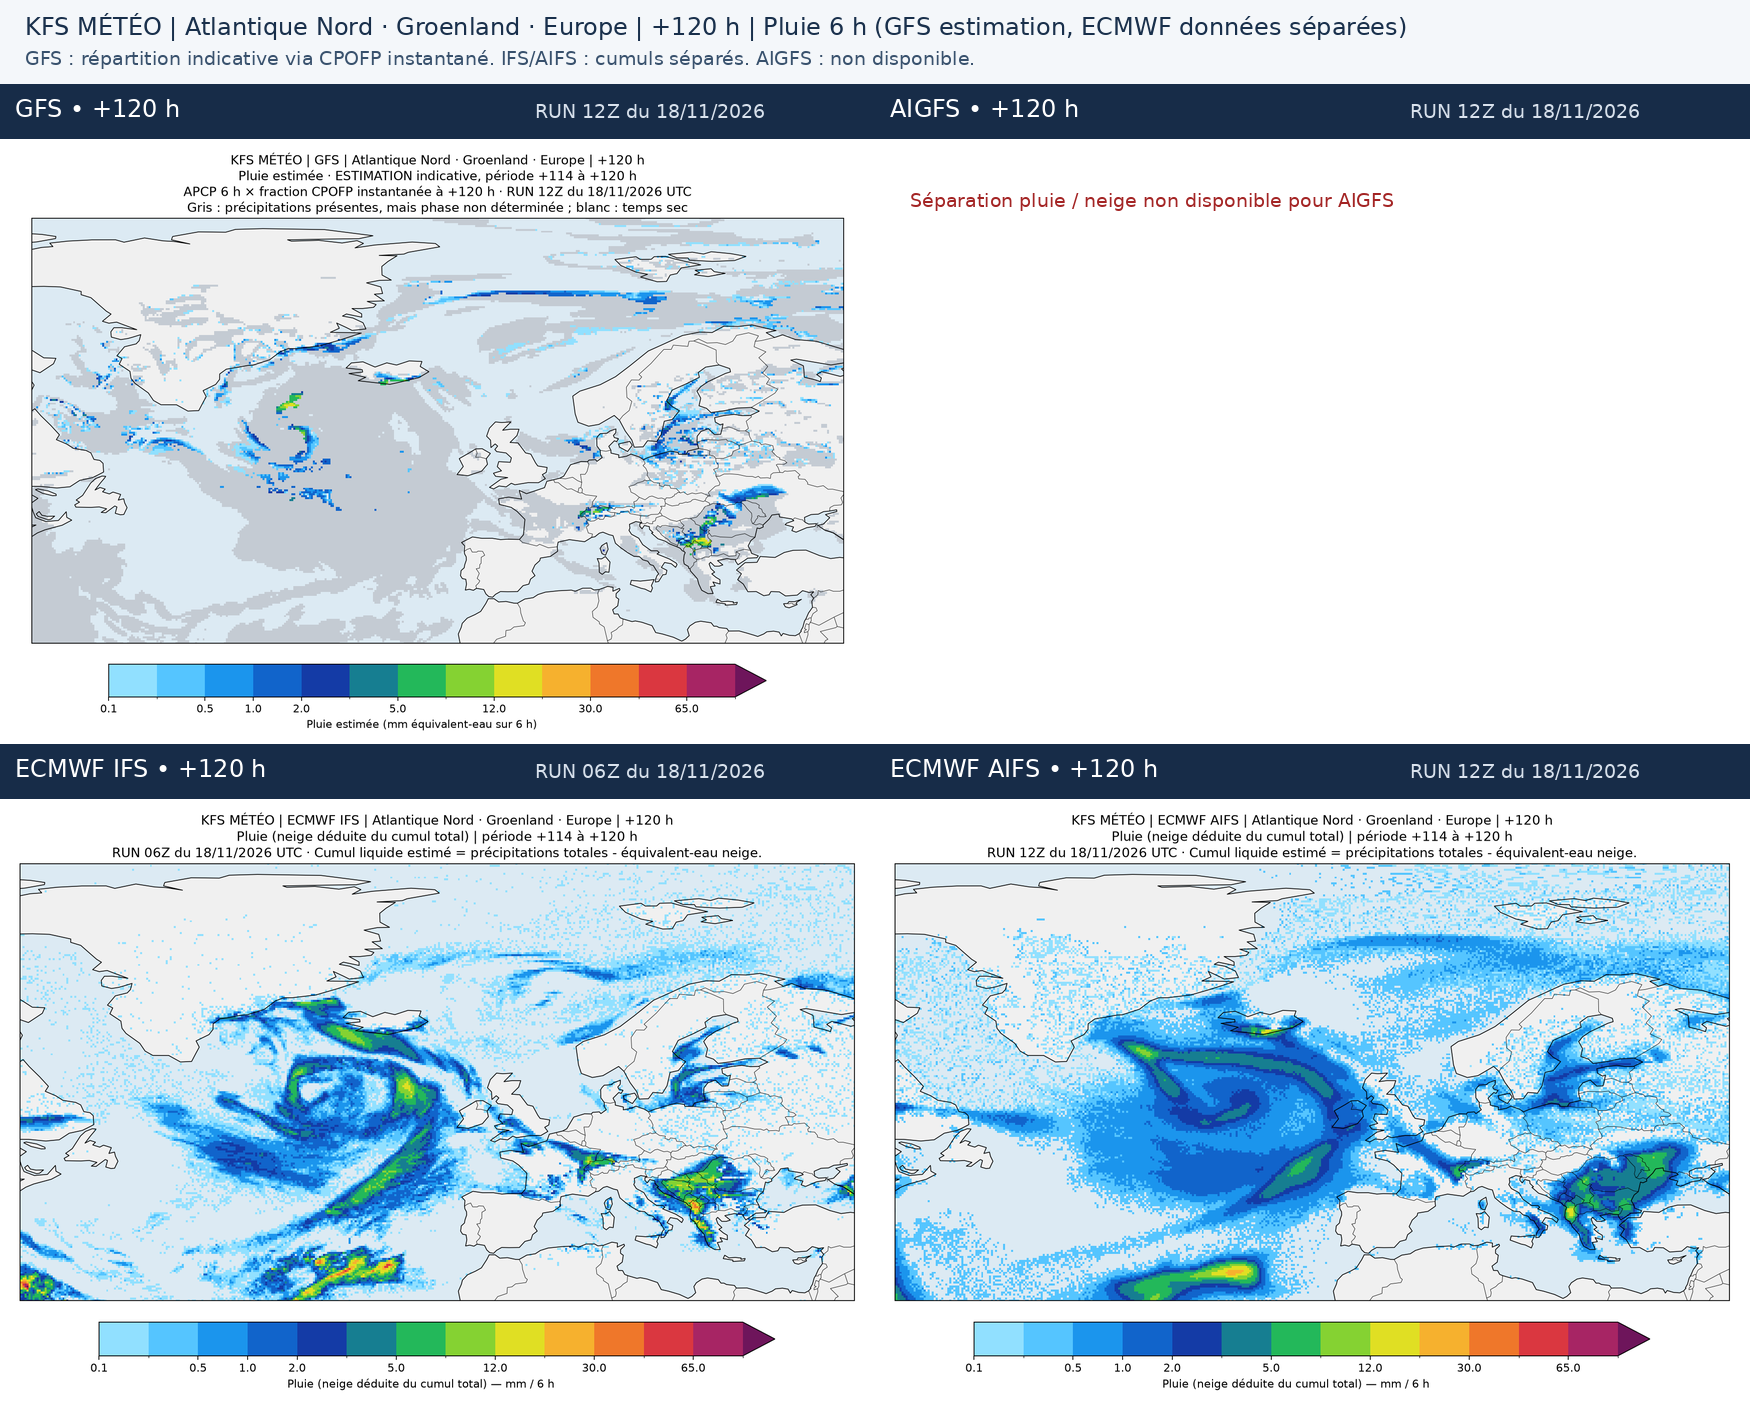 KFS MÉTÉO | Atlantique Nord · Groenland · Europe | +120 h | Pluie 6 h (GFS estimation, ECMWF données séparées)
GFS : répartition indicative via CPOFP instantané. IFS/AIFS : cumuls séparés. AIGFS : non disponible.
GFS • +120 h
RUN 12Z du 18/11/2026
AIGFS • +120 h
RUN 12Z du 18/11/2026
KFS MÉTÉO | GFS | Atlantique Nord · Groenland · Europe | +120 h
Pluie estimée · ESTIMATION indicative, période +114 à +120 h
APCP 6 h × fraction CPOFP instantanée à +120 h · RUN 12Z du 18/11/2026 UTC
Gris : précipitations présentes, mais phase non déterminée ; blanc : temps sec
Séparation pluie / neige non disponible pour AIGFS
0.1 0.5 1.0 2.0 5.0 12.0 30.0 65.0
Pluie estimée (mm équivalent-eau sur 6 h)
ECMWF IFS • +120 h
RUN 06Z du 18/11/2026
ECMWF AIFS • +120 h
RUN 12Z du 18/11/2026
KFS MÉTÉO | ECMWF IFS | Atlantique Nord · Groenland · Europe | +120 h
Pluie (neige déduite du cumul total) | période +114 à +120 h
RUN 06Z du 18/11/2026 UTC · Cumul liquide estimé = précipitations totales - équivalent-eau neige.
0.1 0.5 1.0 2.0 5.0 12.0 30.0 65.0
Pluie (neige déduite du cumul total) — mm / 6 h
KFS MÉTÉO | ECMWF AIFS | Atlantique Nord · Groenland · Europe | +120 h
Pluie (neige déduite du cumul total) | période +114 à +120 h
RUN 12Z du 18/11/2026 UTC · Cumul liquide estimé = précipitations totales - équivalent-eau neige.
0.1 0.5 1.0 2.0 5.0 12.0 30.0 65.0
Pluie (neige déduite du cumul total) — mm / 6 h